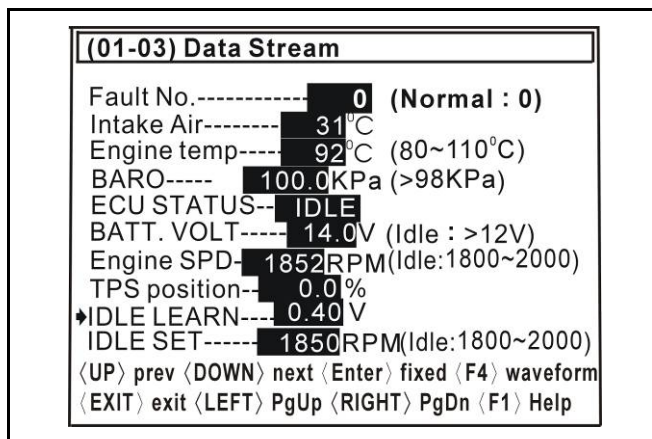 (01-03) Data Stream
Fault No.------------ 0 (Normal : 0)
Intake Air-------- 31°C
Engine temp----- 92°C (80~110°C)
BARO----- 100.0KPa (>98KPa)
ECU STATUS-- IDLE
BATT. VOLT----- 14.0V (Idle : >12V)
Engine SPD- 1852RPM(Idle:1800~2000)
TPS position-- 0.0%
➧IDLE LEARN---- 0.40 V
IDLE SET------ 1850RPM(Idle:1800~2000)
〈UP〉 prev 〈DOWN〉 next 〈Enter〉 fixed 〈F4〉 waveform
〈EXIT〉 exit 〈LEFT〉 PgUp 〈RIGHT〉 PgDn 〈F1〉 Help